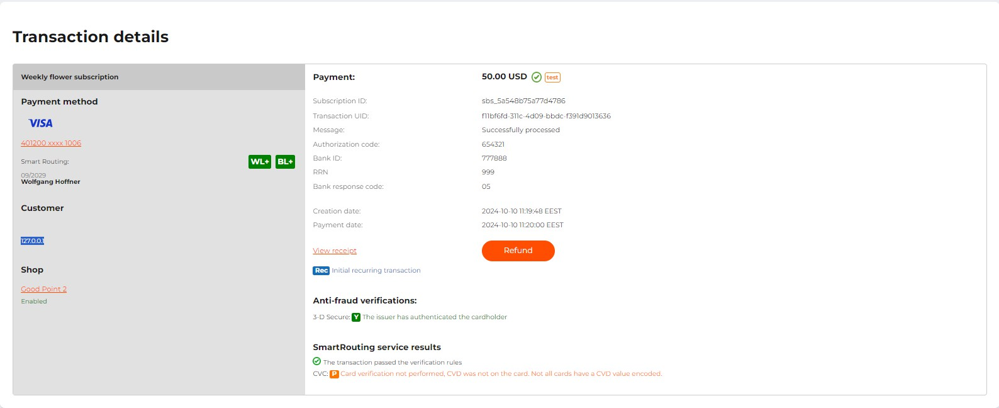 Transaction details
Weekly flower subscription
Payment method
VISA
401200 xxxx 1006
Smart Routing:
WL+ BL+
09/2029
Wolfgang Hoffner
Customer
127.0.0.1
Shop
Good Point 2
Enabled
Payment: 50.00 USD test
Subscription ID: sbs_5a548b75a77d4786
Transaction UID: f11bf6fd-311c-4d09-bbdc-f391d9013636
Message: Successfully processed
Authorization code: 654321
Bank ID: 777888
RRN 999
Bank response code: 05
Creation date: 2024-10-10 11:19:48 EEST
Payment date: 2024-10-10 11:20:00 EEST
View receipt Refund
Rec Initial recurring transaction
Anti-fraud verifications:
3-D Secure: Y The issuer has authenticated the cardholder
SmartRouting service results
The transaction passed the verification rules
CVC: P Card verification not performed, CVD was not on the card. Not all cards have a CVD value encoded.